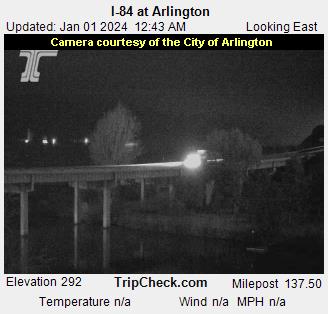 I-84 at Arlington
Updated: Jan 01 2024 12:43 AM Looking East
Camera courtesy of the City of Arlington
Elevation 292 TripCheck.com Milepost 137.50
Temperature n/a Wind n/a MPH n/a